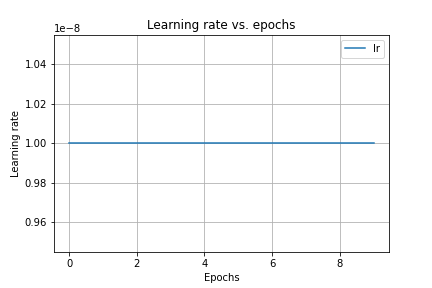 Learning rate vs. epochs
1e−8
lr
1.04
1.02
1.00
0.98
0.96
Learning rate
0 2 4 6 8
Epochs